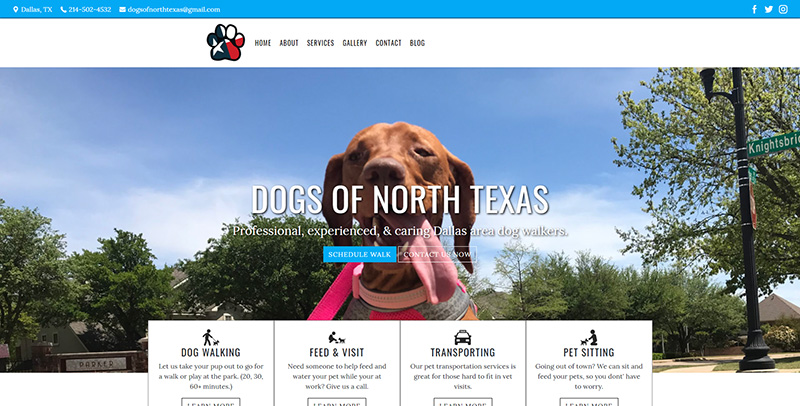 Dallas, TX 214-502-4532 dogsofnorthtexas@gmail.com
HOME ABOUT SERVICES GALLERY CONTACT BLOG
Knightsbri
DOGS OF NORTH TEXAS
Professional, experienced, & caring Dallas area dog walkers.
SCHEDULE WALK CONTACT US NOW
PARKER
DOG WALKING
Let us take your pup out to go for
a walk or play at the park. (20, 30,
60+ minutes.)
LEARN MORE
FEED & VISIT
Need someone to help feed and
water your pet while your at
work? Give us a call.
LEARN MORE
TRANSPORTING
Our pet transportation services is
great for those hard to fit in vet
visits.
LEARN MORE
PET SITTING
Going out of town? We can sit and
feed your pets, so you dont' have
to worry.
LEARN MORE